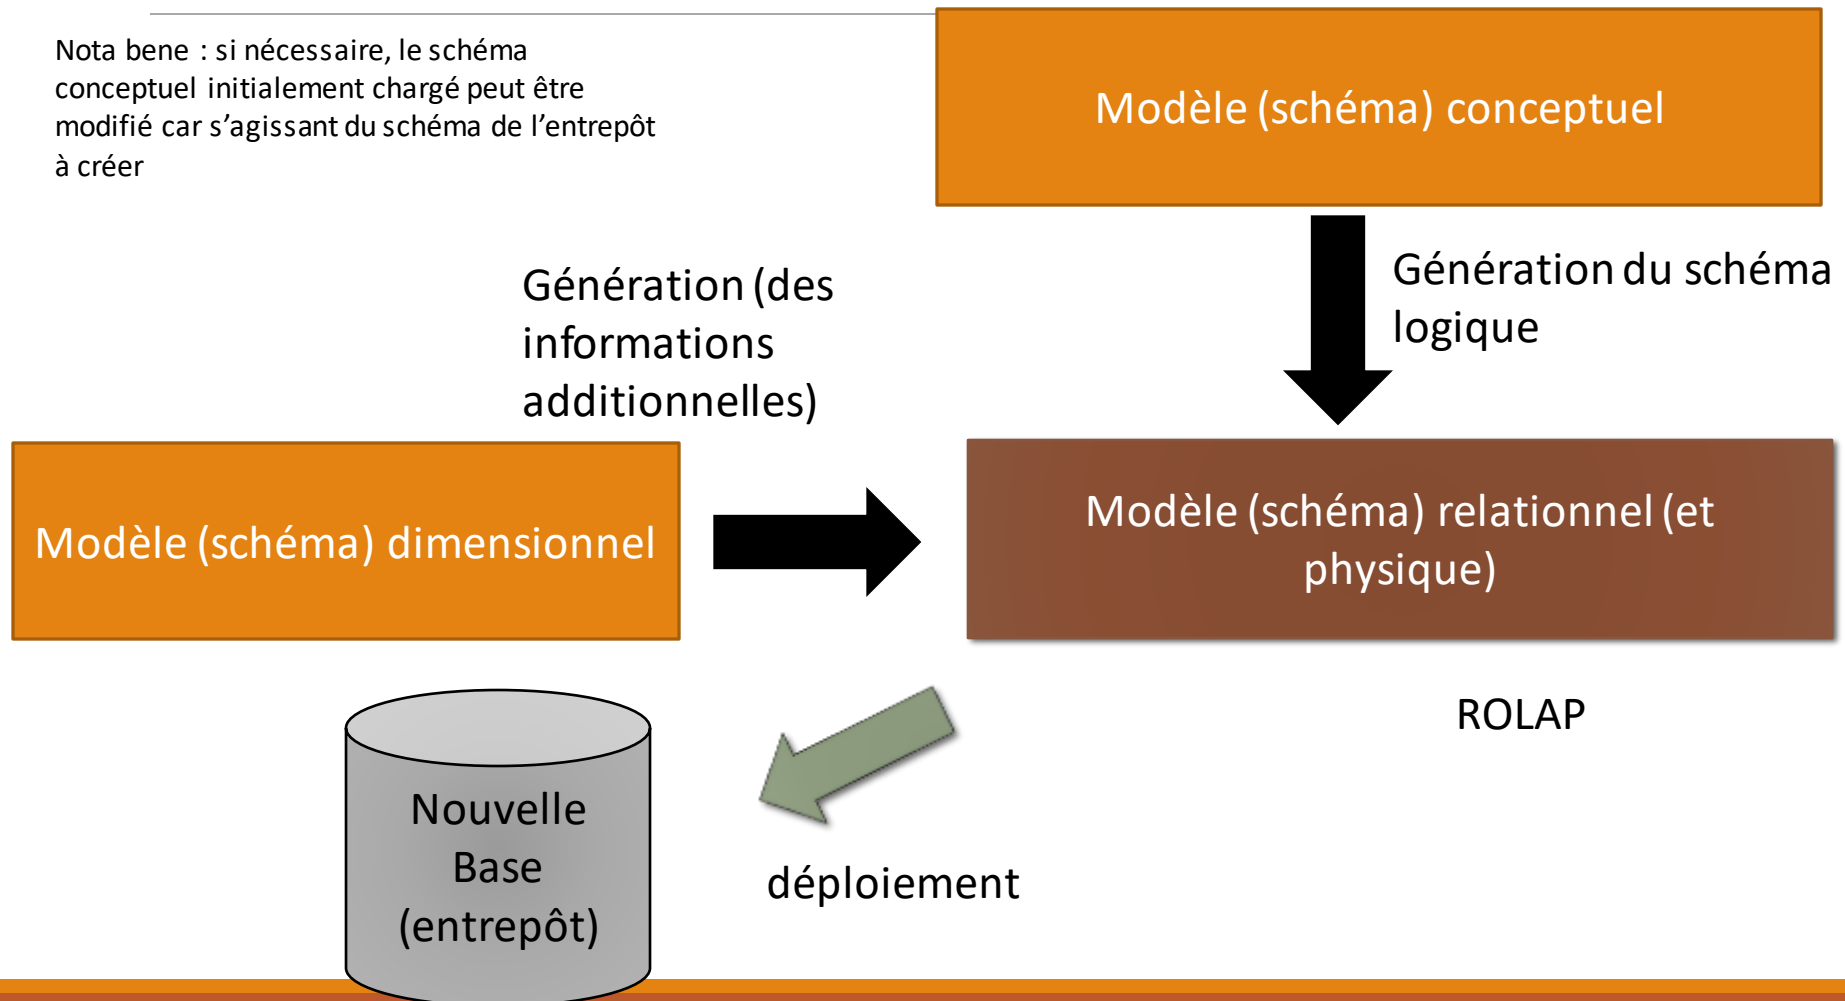 Nota bene : si nécessaire, le schéma
conceptuel initialement chargé peut être
modifié car s'agissant du schéma de l'entrepôt
à créer
Modèle (schéma) conceptuel
Génération du schéma
logique
Génération (des
informations
additionnelles)
Modèle (schéma) dimensionnel
Modèle (schéma) relationnel (et
physique)
ROLAP
Nouvelle
Base
(entrepôt)
déploiement